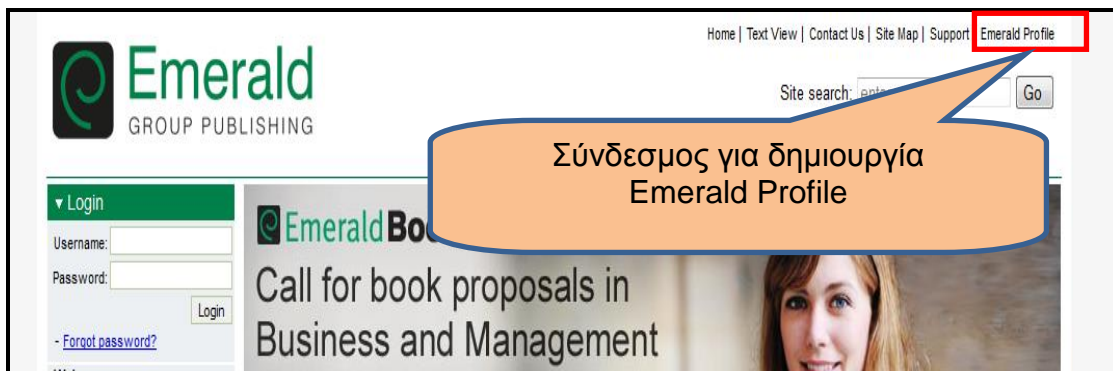 Home | Text View | Contact Us | Site Map | Support Emerald Profile
Emerald
GROUP PUBLISHING
Site search: Go
Σύνδεσμος για δημιουργία
Emerald Profile
▾ Login
Username:
Password:
Login
- Forgot password?
Emerald
Call for book proposals in
Business and Management